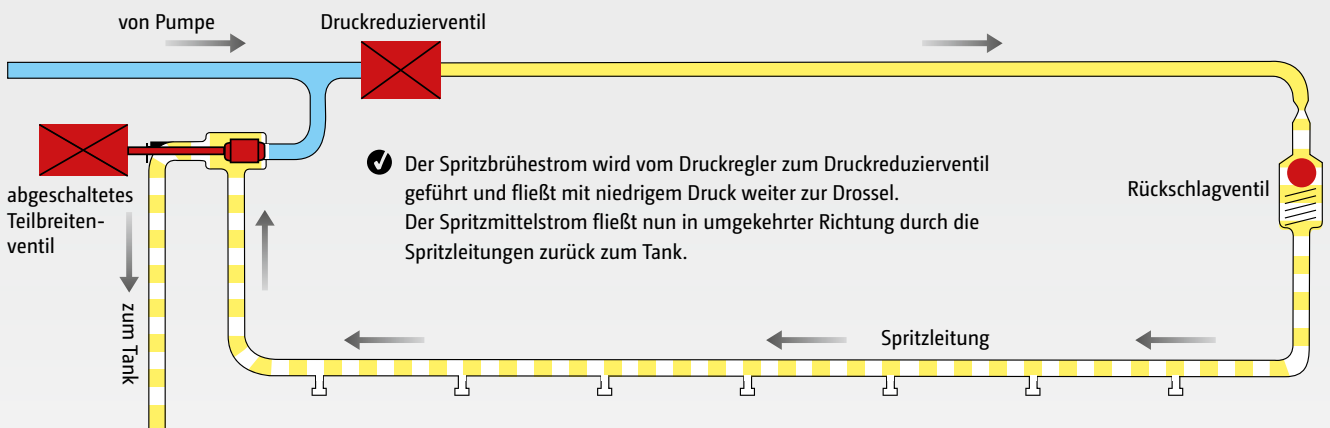 von Pumpe
Druckreduzierventil
abgeschaltetes
Teilbreiten-
ventil
zum Tank
Der Spritzbrühestrom wird vom Druckregler zum Druckreduzierventil
geführt und fließt mit niedrigem Druck weiter zur Drossel.
Der Spritzmittelstrom fließt nun in umgekehrter Richtung durch die
Spritzleitungen zurück zum Tank.
Rückschlagventil
Spritzleitung